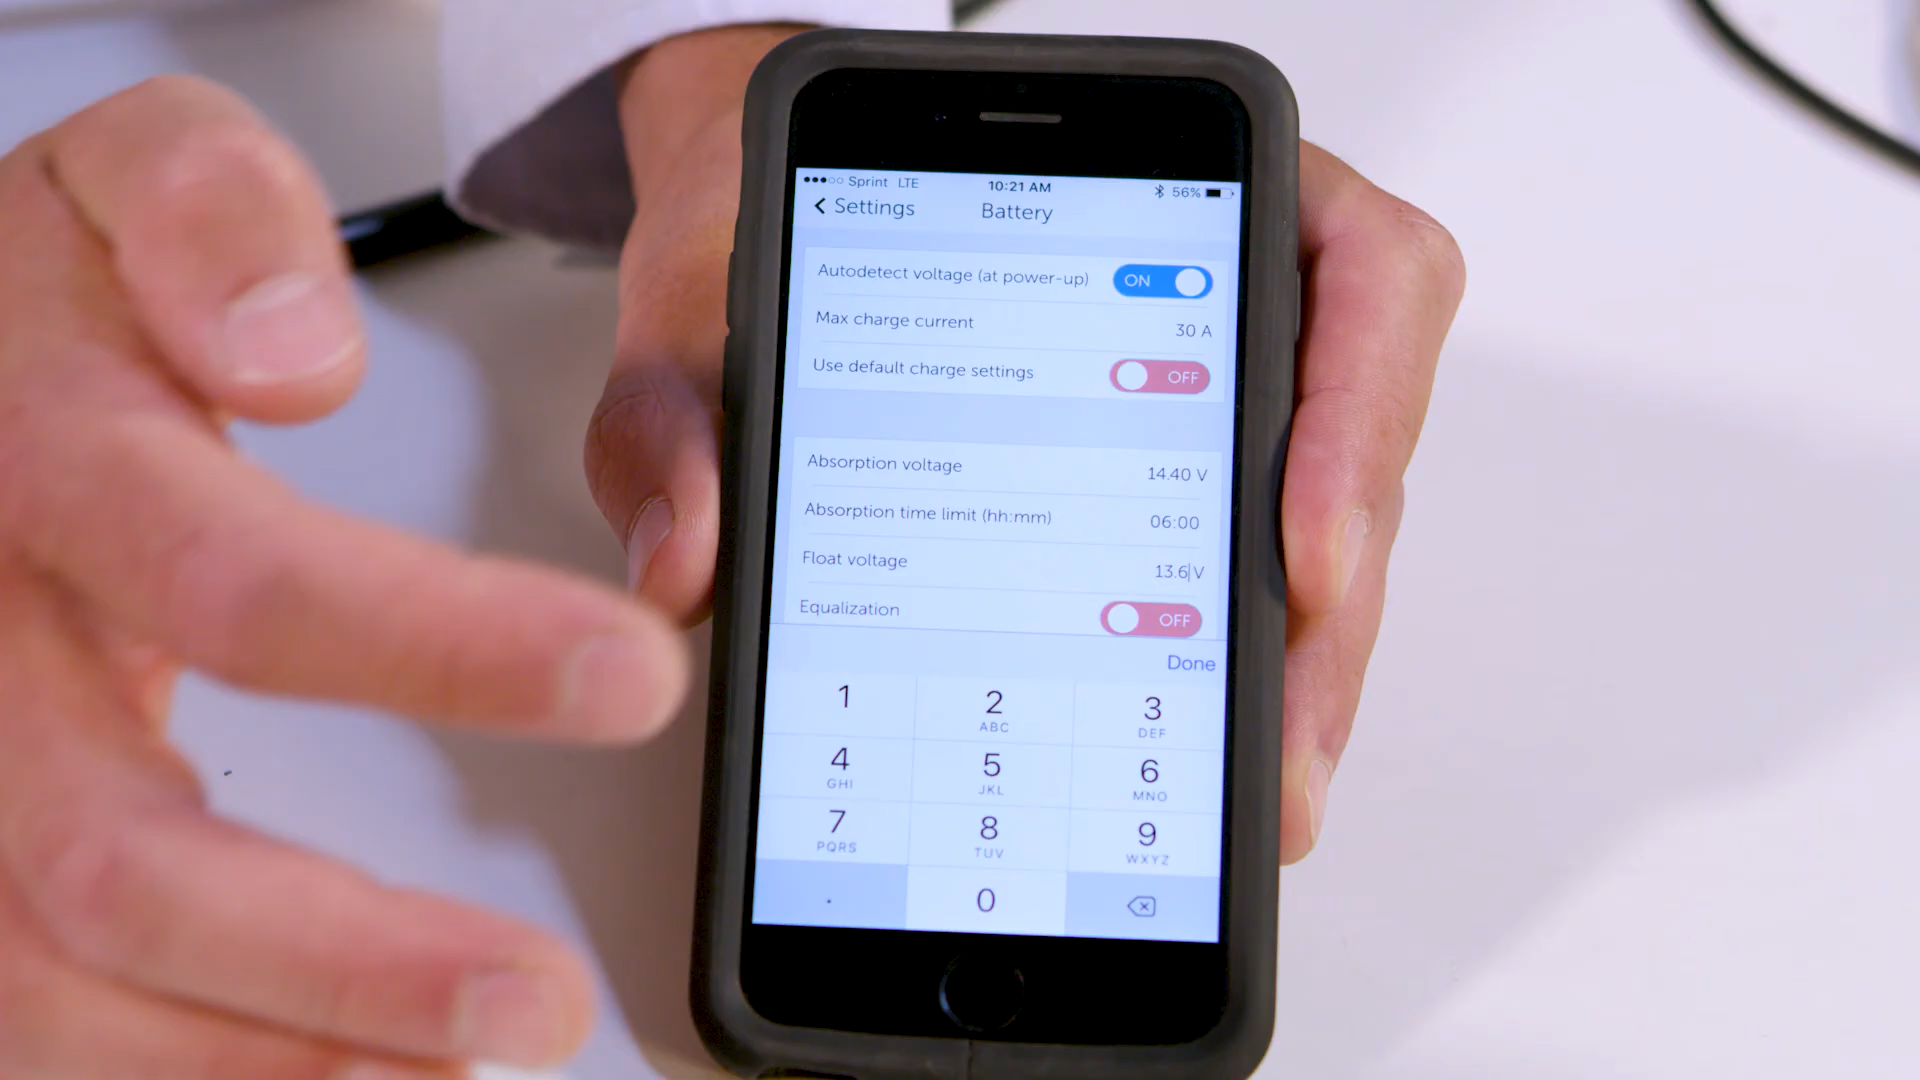 Sprint LTE 10:21 AM 56%
Settings Battery
Autodetect voltage (at power-up) ON
Max charge current 30 A
Use default charge settings OFF
Absorption voltage 14.40 V
Absorption time limit (hh:mm) 06:00
Float voltage 13.6 V
Equalization OFF
Done
1 2 3
ABC DEF
4 5 6
GHI JKL MNO
7 8 9
PQRS TUV WXYZ
. 0